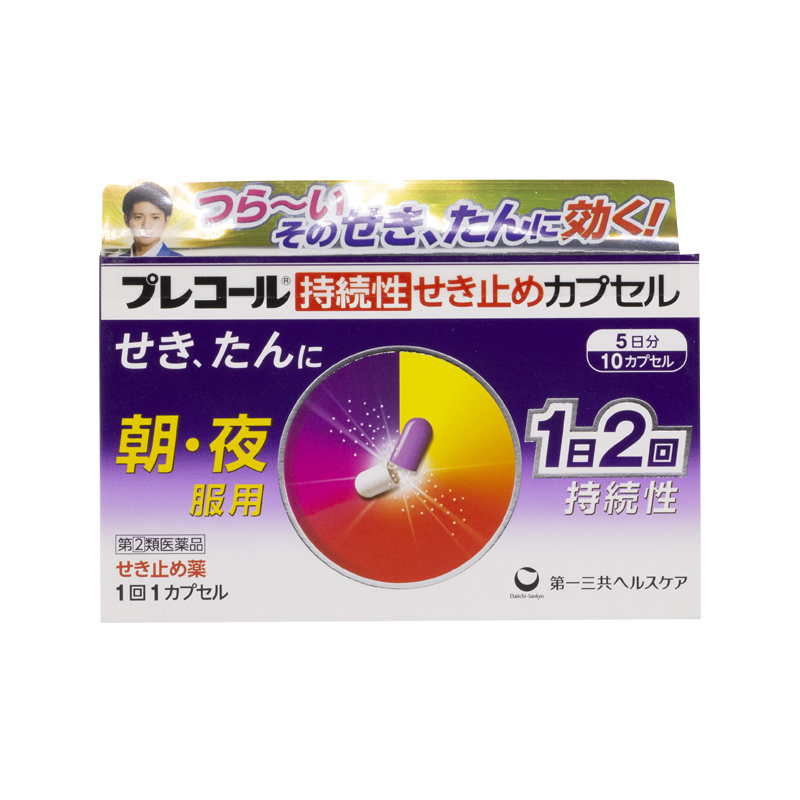 つら〜い
そのせき、たんに効く!
プレコール® 持続性せき止めカプセル
せき、たんに
5日分
10カプセル
朝・夜
服用
1日2回
持続性
第②類医薬品
せき止め薬
1回1カプセル
Daiichi-Sankyo
第一三共ヘルスケア